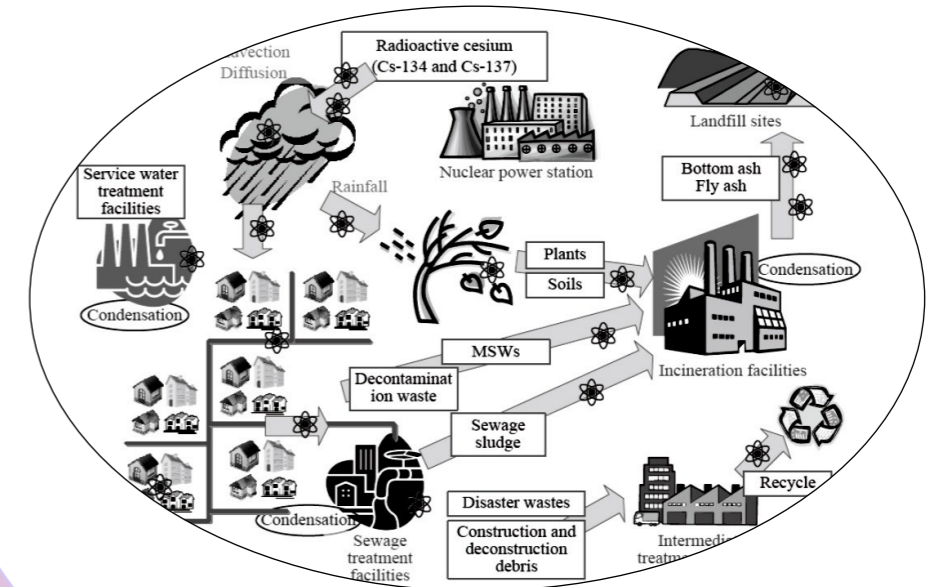 Diffusion
Radioactive cesium
(Cs-134 and Cs-137)
Nuclear power station
Landfill sites
Bottom ash
Fly ash
Service water
treatment
facilities
Rainfall
Condensation
Plants
Soils
Condensation
Incineration facilities
MSWs
Decontaminat
ion waste
Sewage
sludge
Recycle
Condensation
Sewage
treatment
facilities
Disaster wastes
Construction and
deconstruction
debris